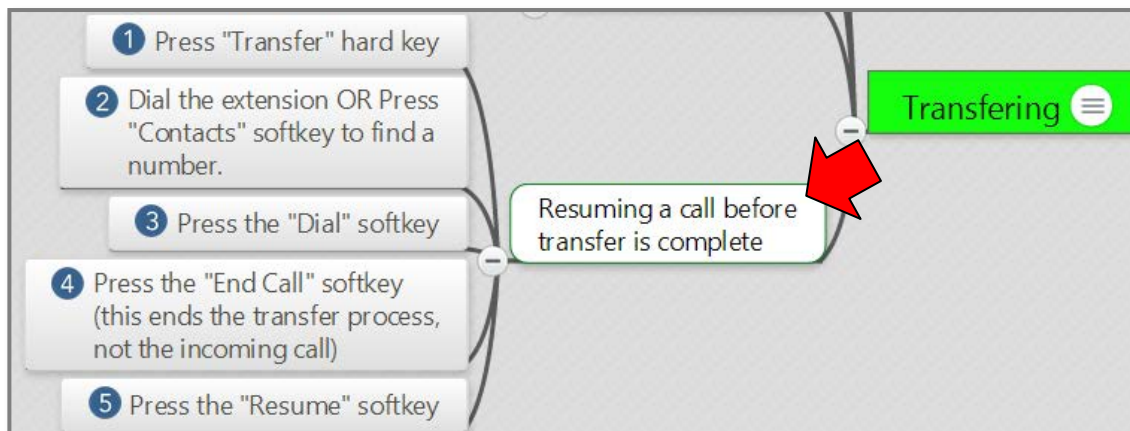 1 Press "Transfer" hard key
2 Dial the extension OR Press
"Contacts" softkey to find a
number.
3 Press the "Dial" softkey
4 Press the "End Call" softkey
(this ends the transfer process,
not the incoming call)
5 Press the "Resume" softkey
Resuming a call before
transfer is complete
Transfering